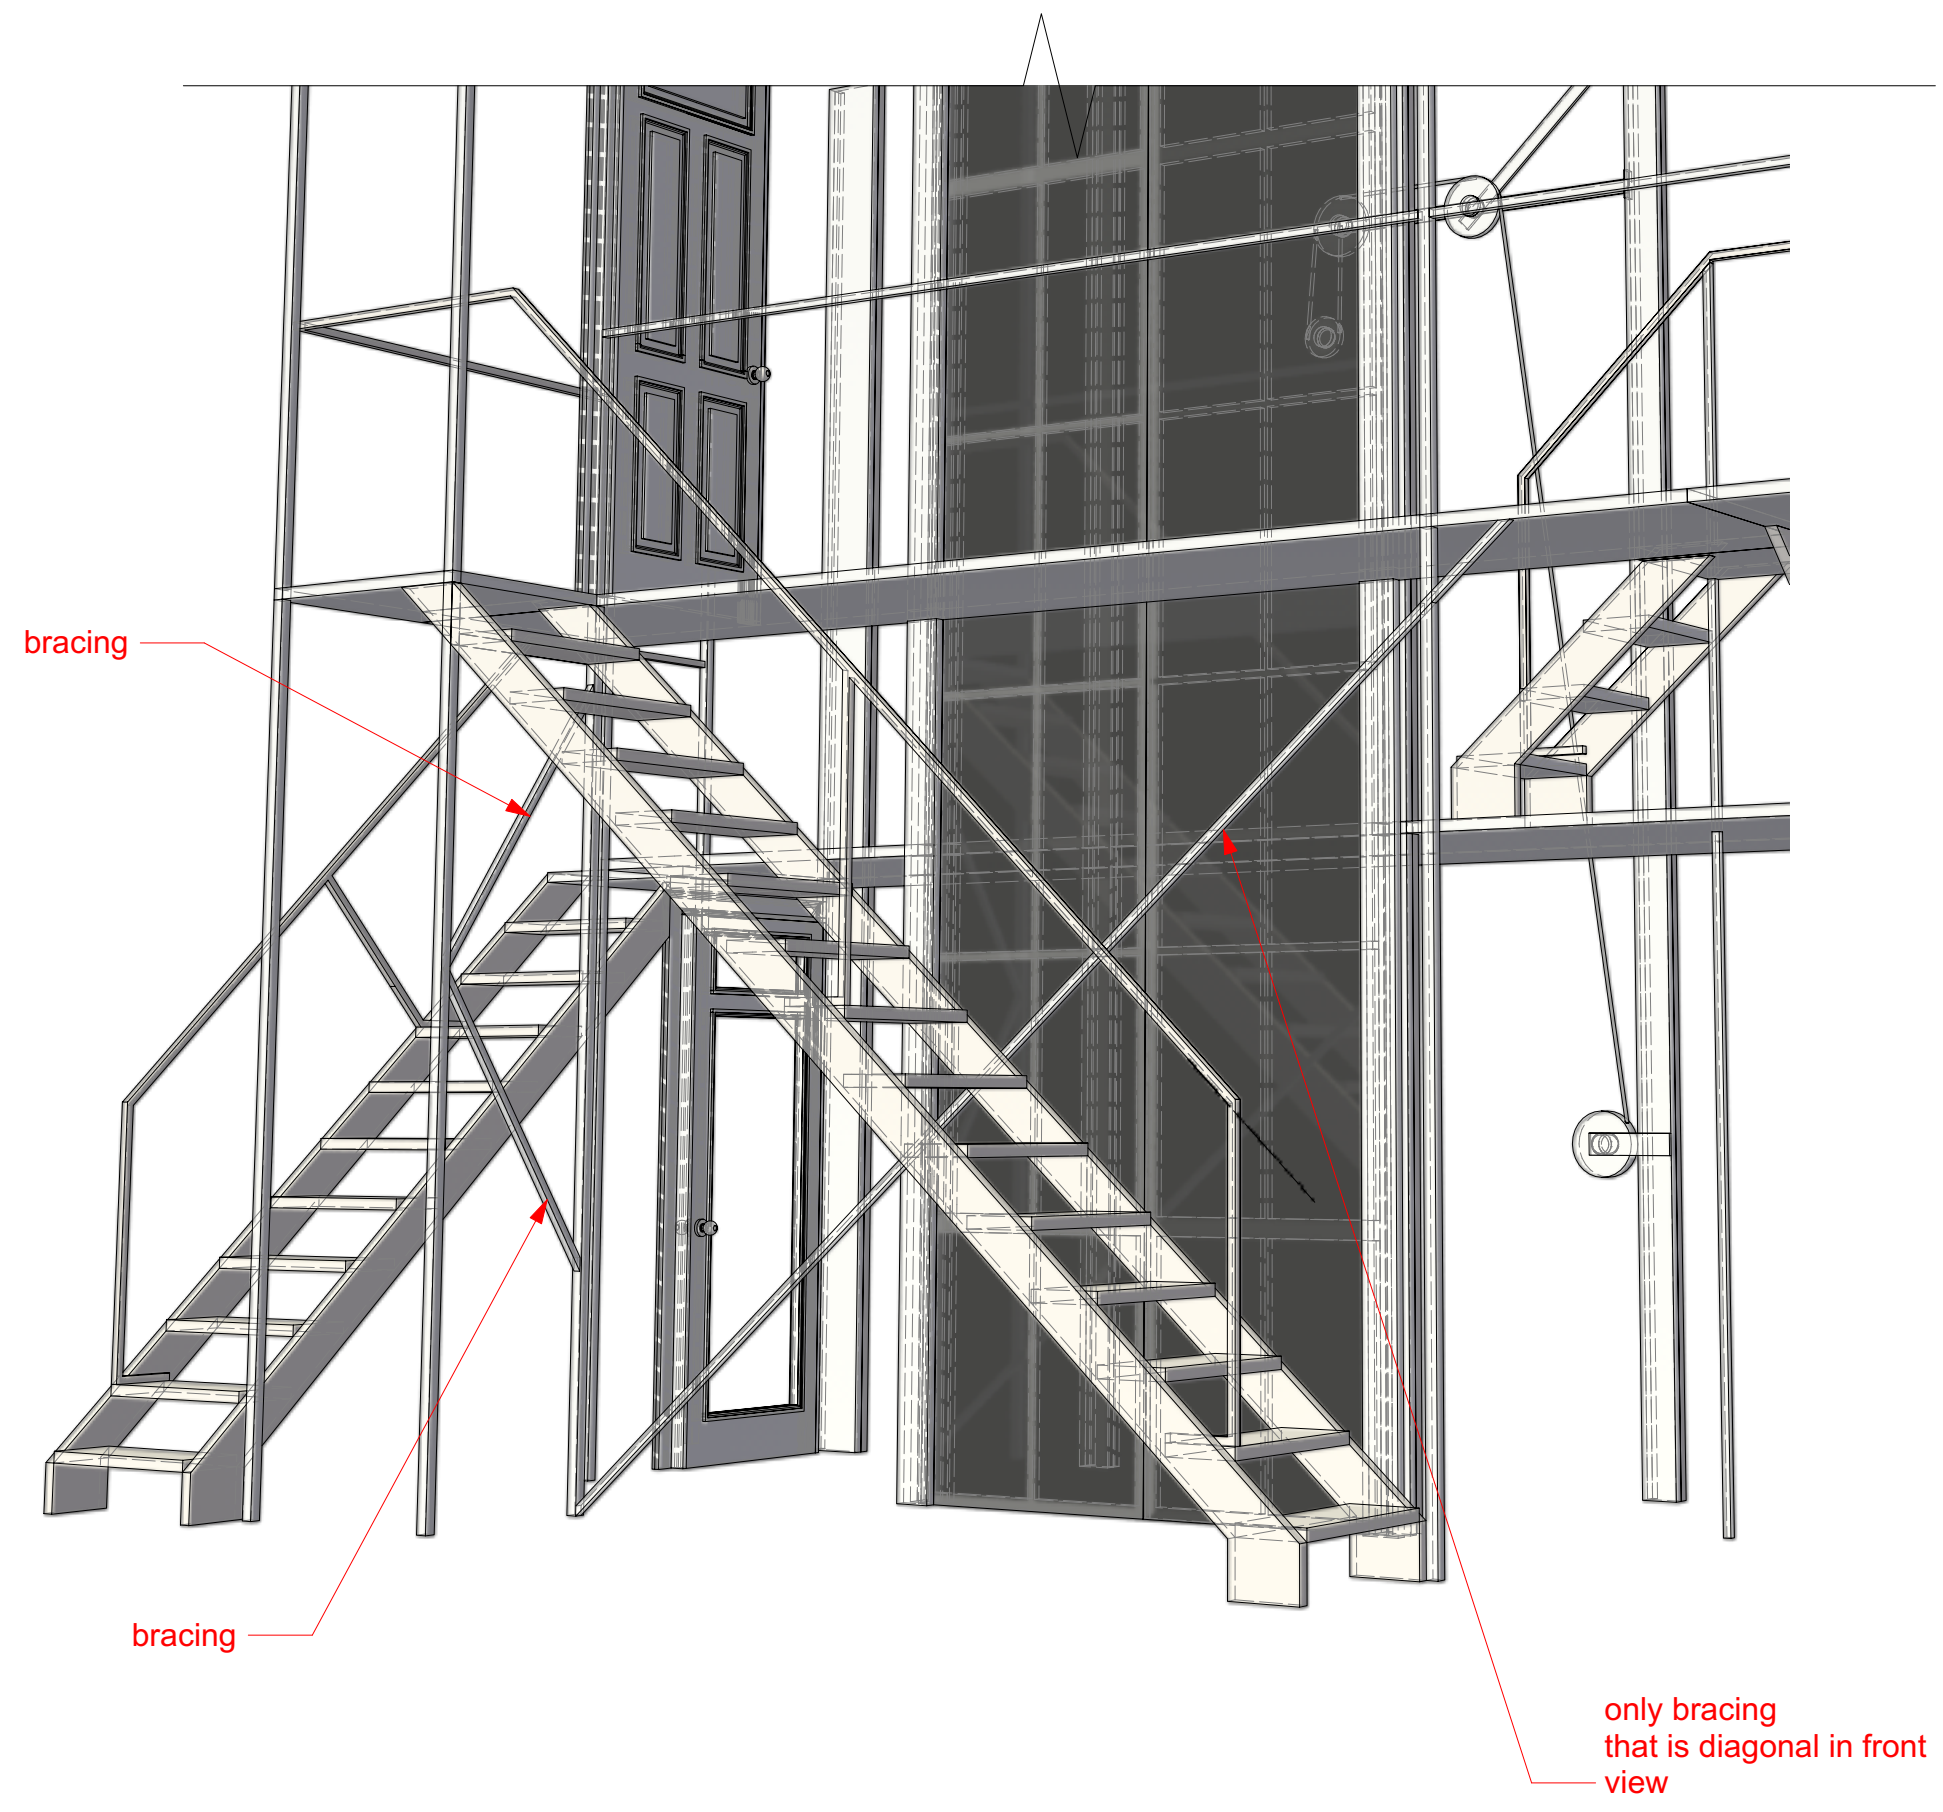 bracing
bracing
only bracing
that is diagonal in front
view